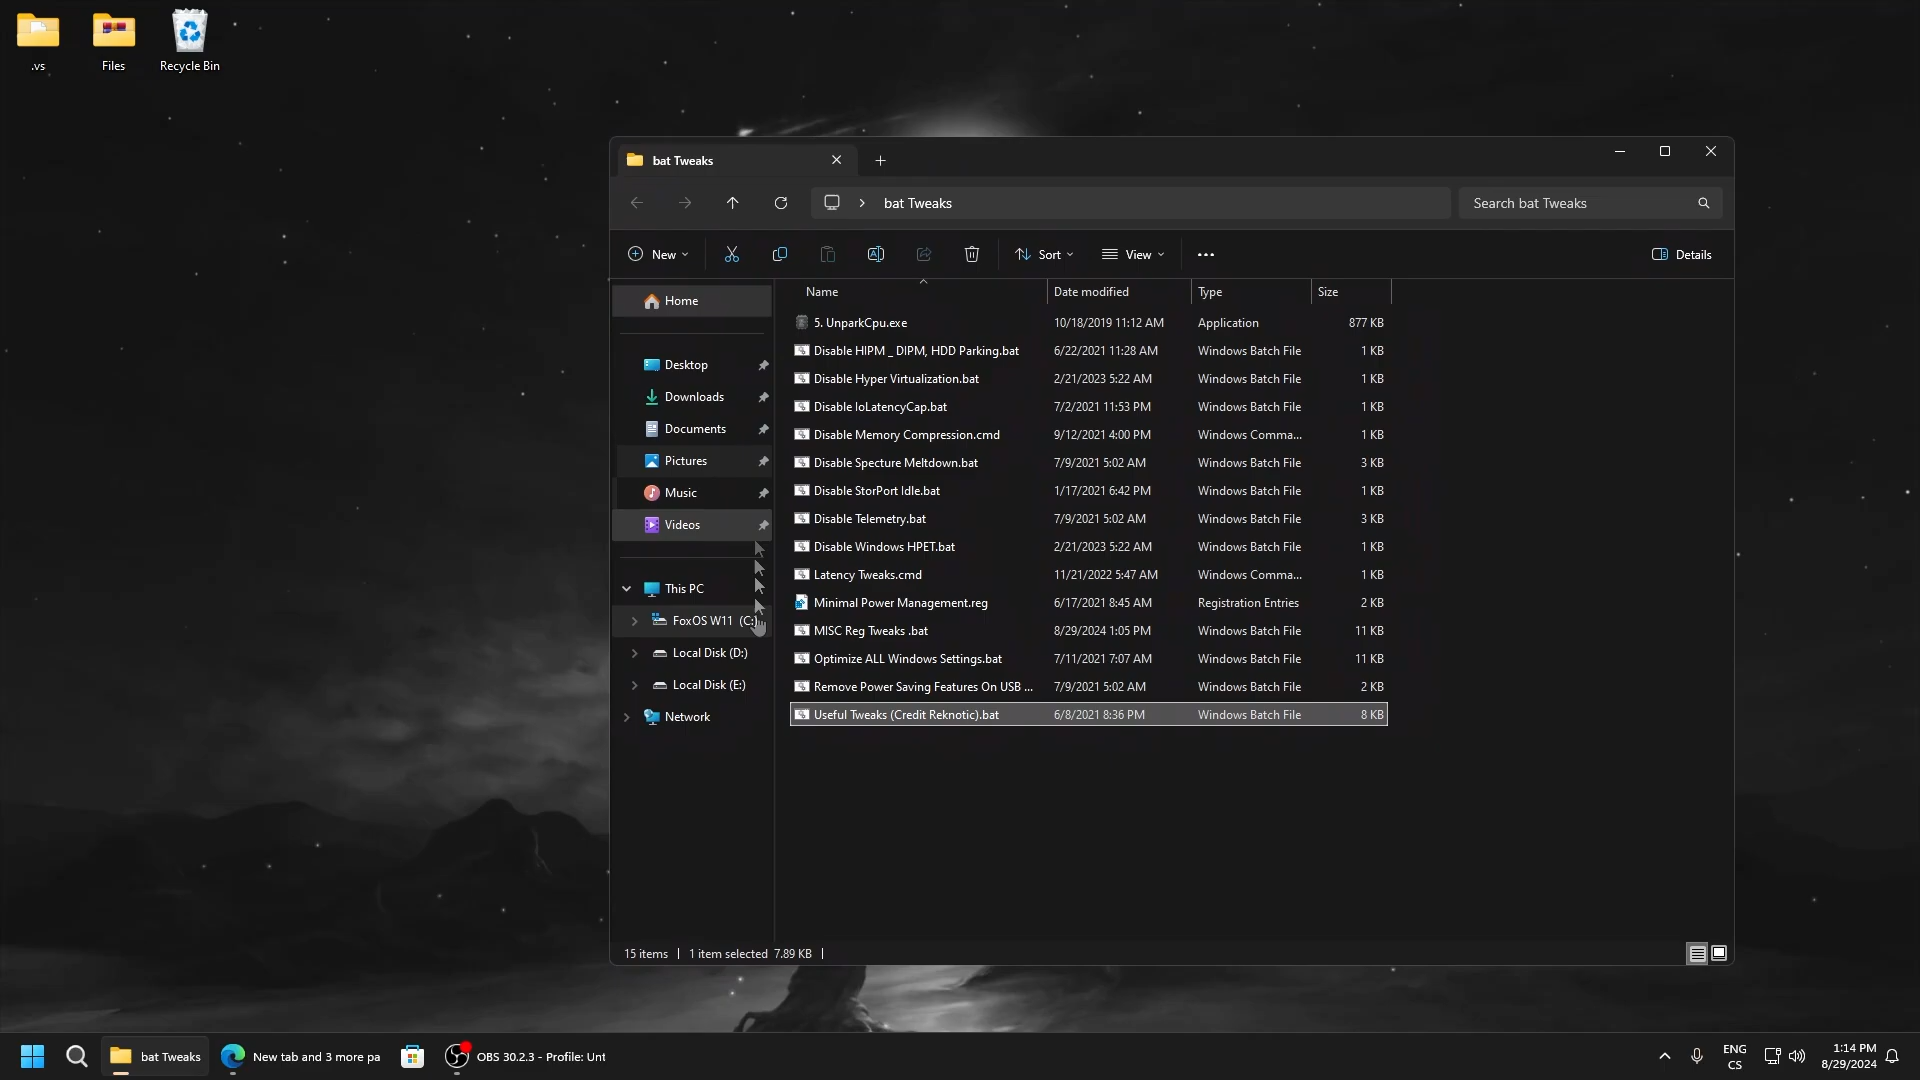 .vs
Files
Recycle Bin
bat Tweaks
bat Tweaks
Search bat Tweaks
New
Sort
View
Details
Home
Desktop
Downloads
Documents
Pictures
Music
Videos
This PC
FoxOS W11 (C:)
Local Disk (D:)
Local Disk (E:)
Network
Name Date modified Type Size
5. UnparkCpu.exe 10/18/2019 11:12 AM Application 877 KB
Disable HIPM _ DIPM, HDD Parking.bat 6/22/2021 11:28 AM Windows Batch File 1 KB
Disable Hyper Virtualization.bat 2/21/2023 5:22 AM Windows Batch File 1 KB
Disable IoLatencyCap.bat 7/2/2021 11:53 PM Windows Batch File 1 KB
Disable Memory Compression.cmd 9/12/2021 4:00 PM Windows Comma... 1 KB
Disable Specture Meltdown.bat 7/9/2021 5:02 AM Windows Batch File 3 KB
Disable StorPort Idle.bat 1/17/2021 6:42 PM Windows Batch File 1 KB
Disable Telemetry.bat 7/9/2021 5:02 AM Windows Batch File 3 KB
Disable Windows HPET.bat 2/21/2023 5:22 AM Windows Batch File 1 KB
Latency Tweaks.cmd 11/21/2022 5:47 AM Windows Comma... 1 KB
Minimal Power Management.reg 6/17/2021 8:45 AM Registration Entries 2 KB
MISC Reg Tweaks .bat 8/29/2024 1:05 PM Windows Batch File 11 KB
Optimize ALL Windows Settings.bat 7/11/2021 7:07 AM Windows Batch File 11 KB
Remove Power Saving Features On USB ... 7/9/2021 5:02 AM Windows Batch File 2 KB
Useful Tweaks (Credit Reknotic).bat 6/8/2021 8:36 PM Windows Batch File 8 KB
15 items 1 item selected 7.89 KB
bat Tweaks
New tab and 3 more pa
OBS 30.2.3 - Profile: Unt
ENG
CS
1:14 PM
8/29/2024